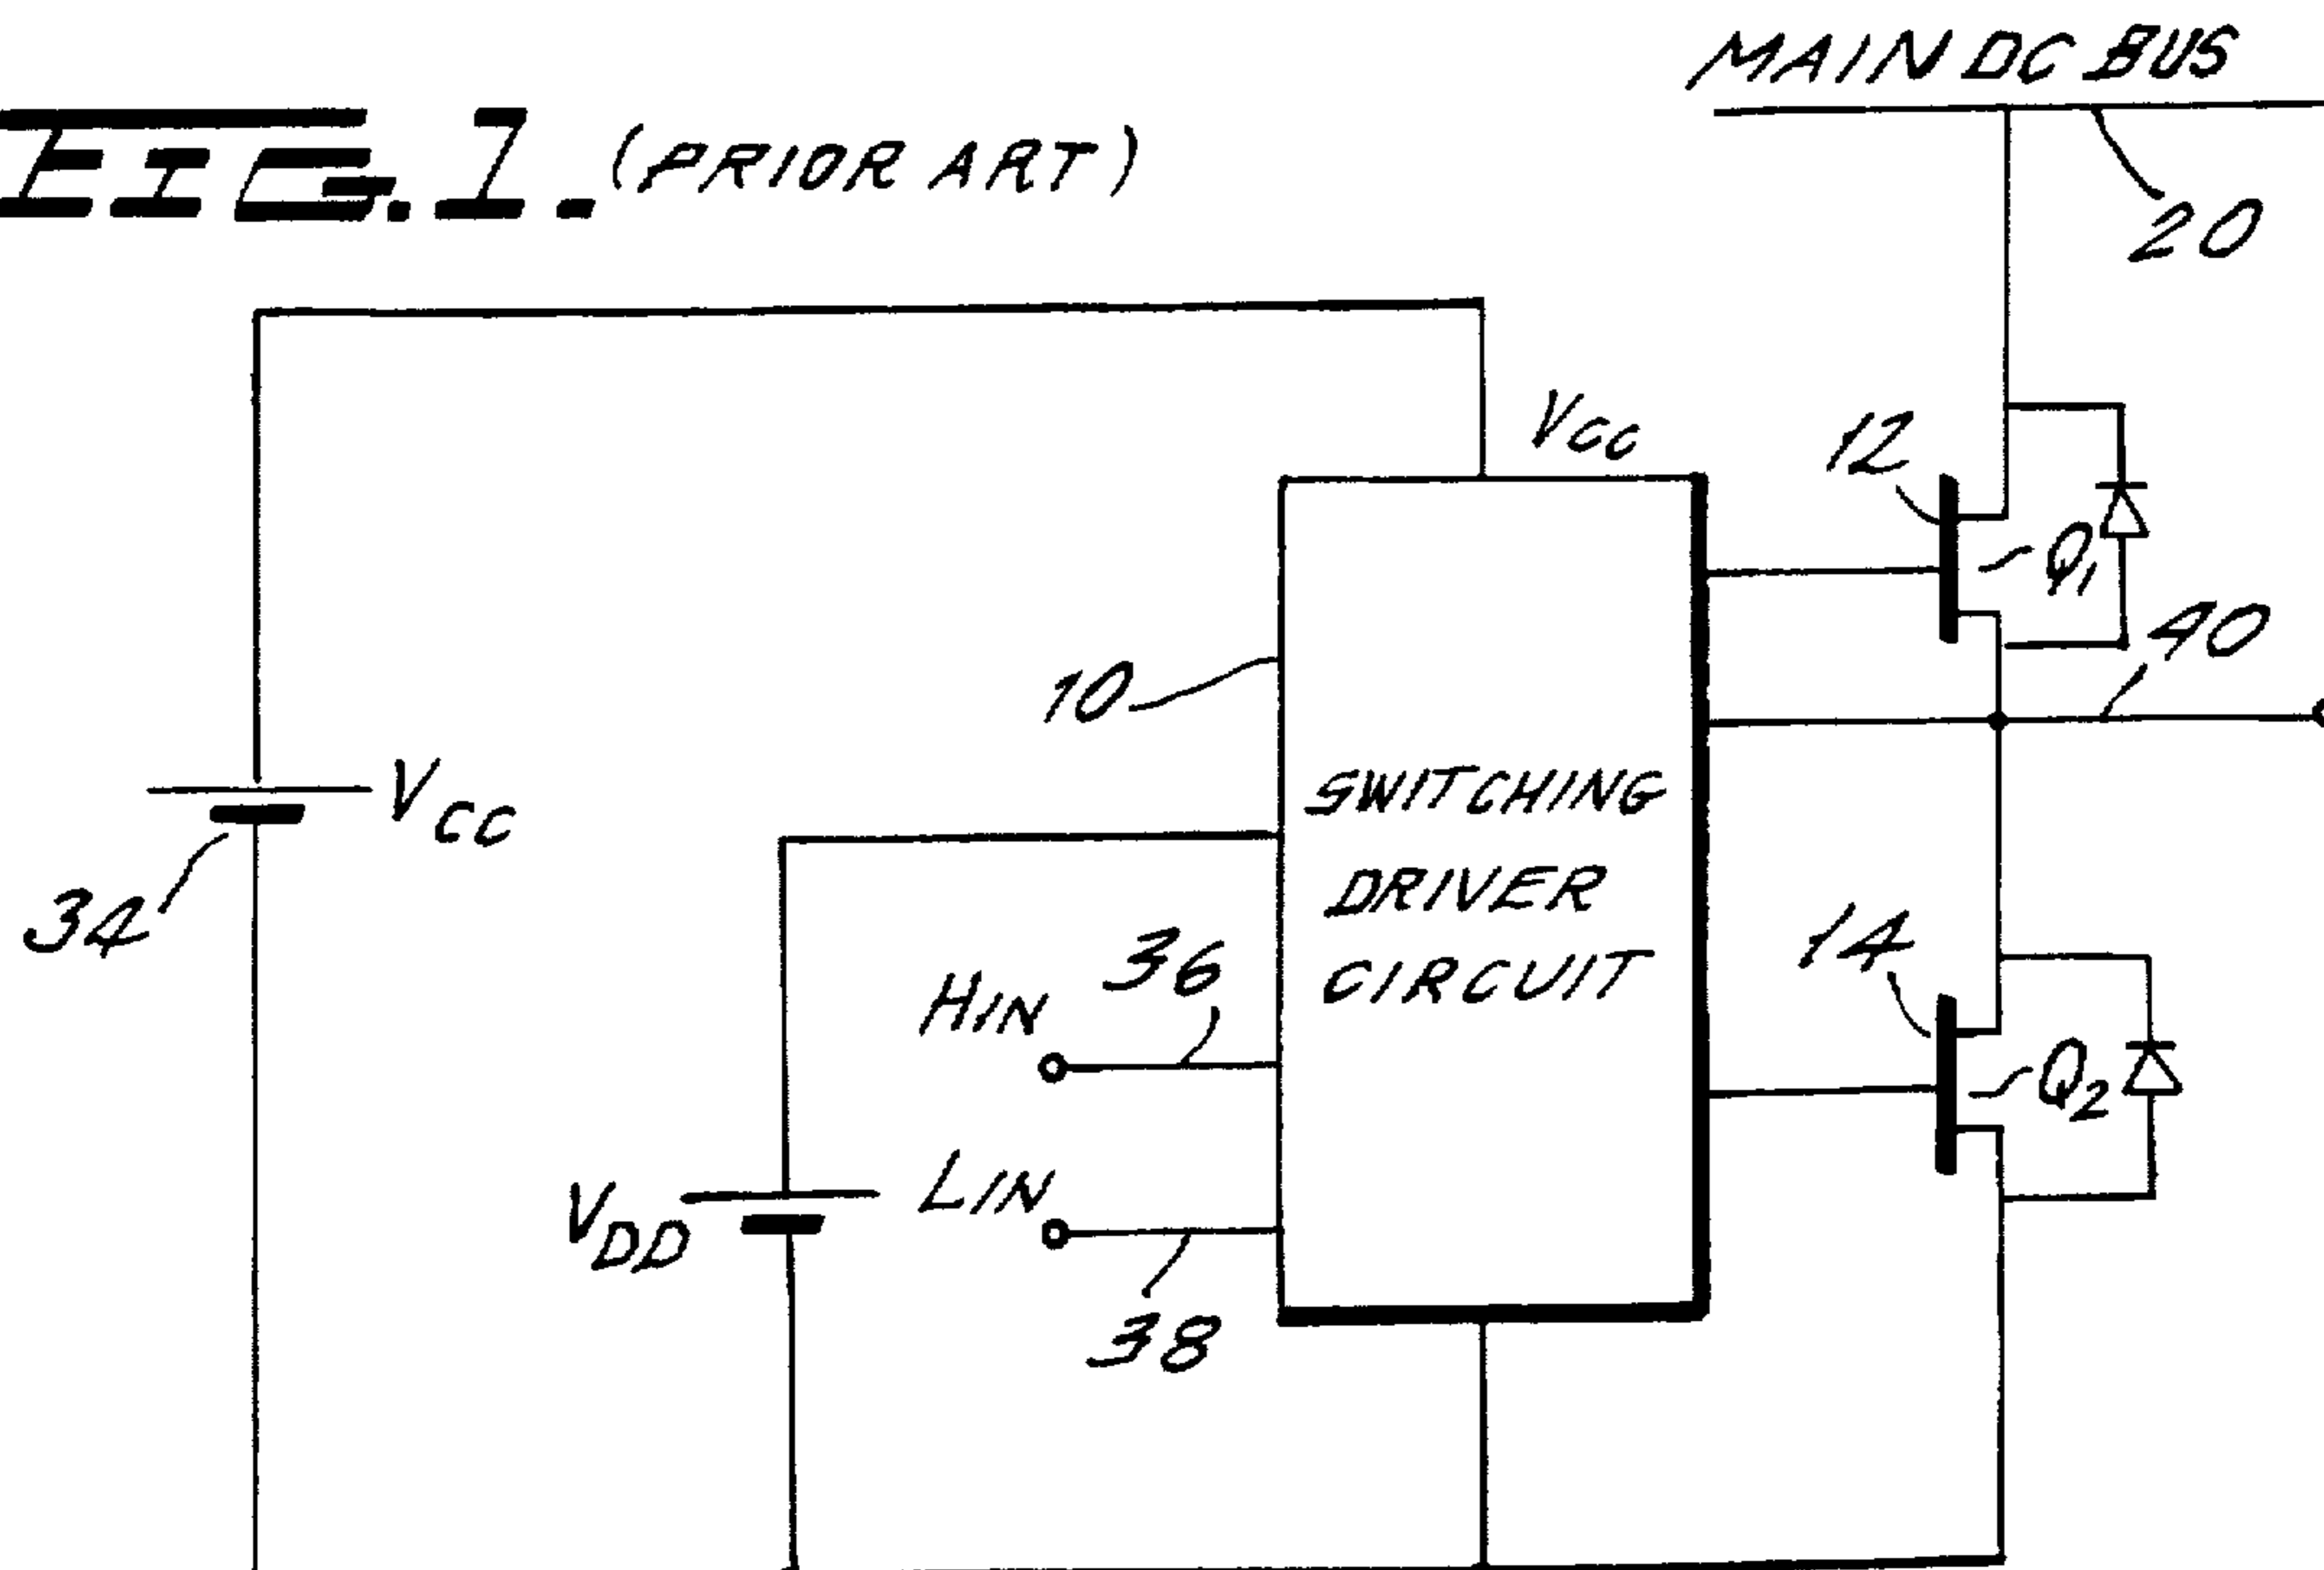 MAIN DC BUS
FIG.1.
(PRIOR ART)
20
VCC
12
Q1
40
10
VCC
34
SWITCHING
DRIVER
CIRCUIT
36
HIN
14
Q2
LIN
VDD
38